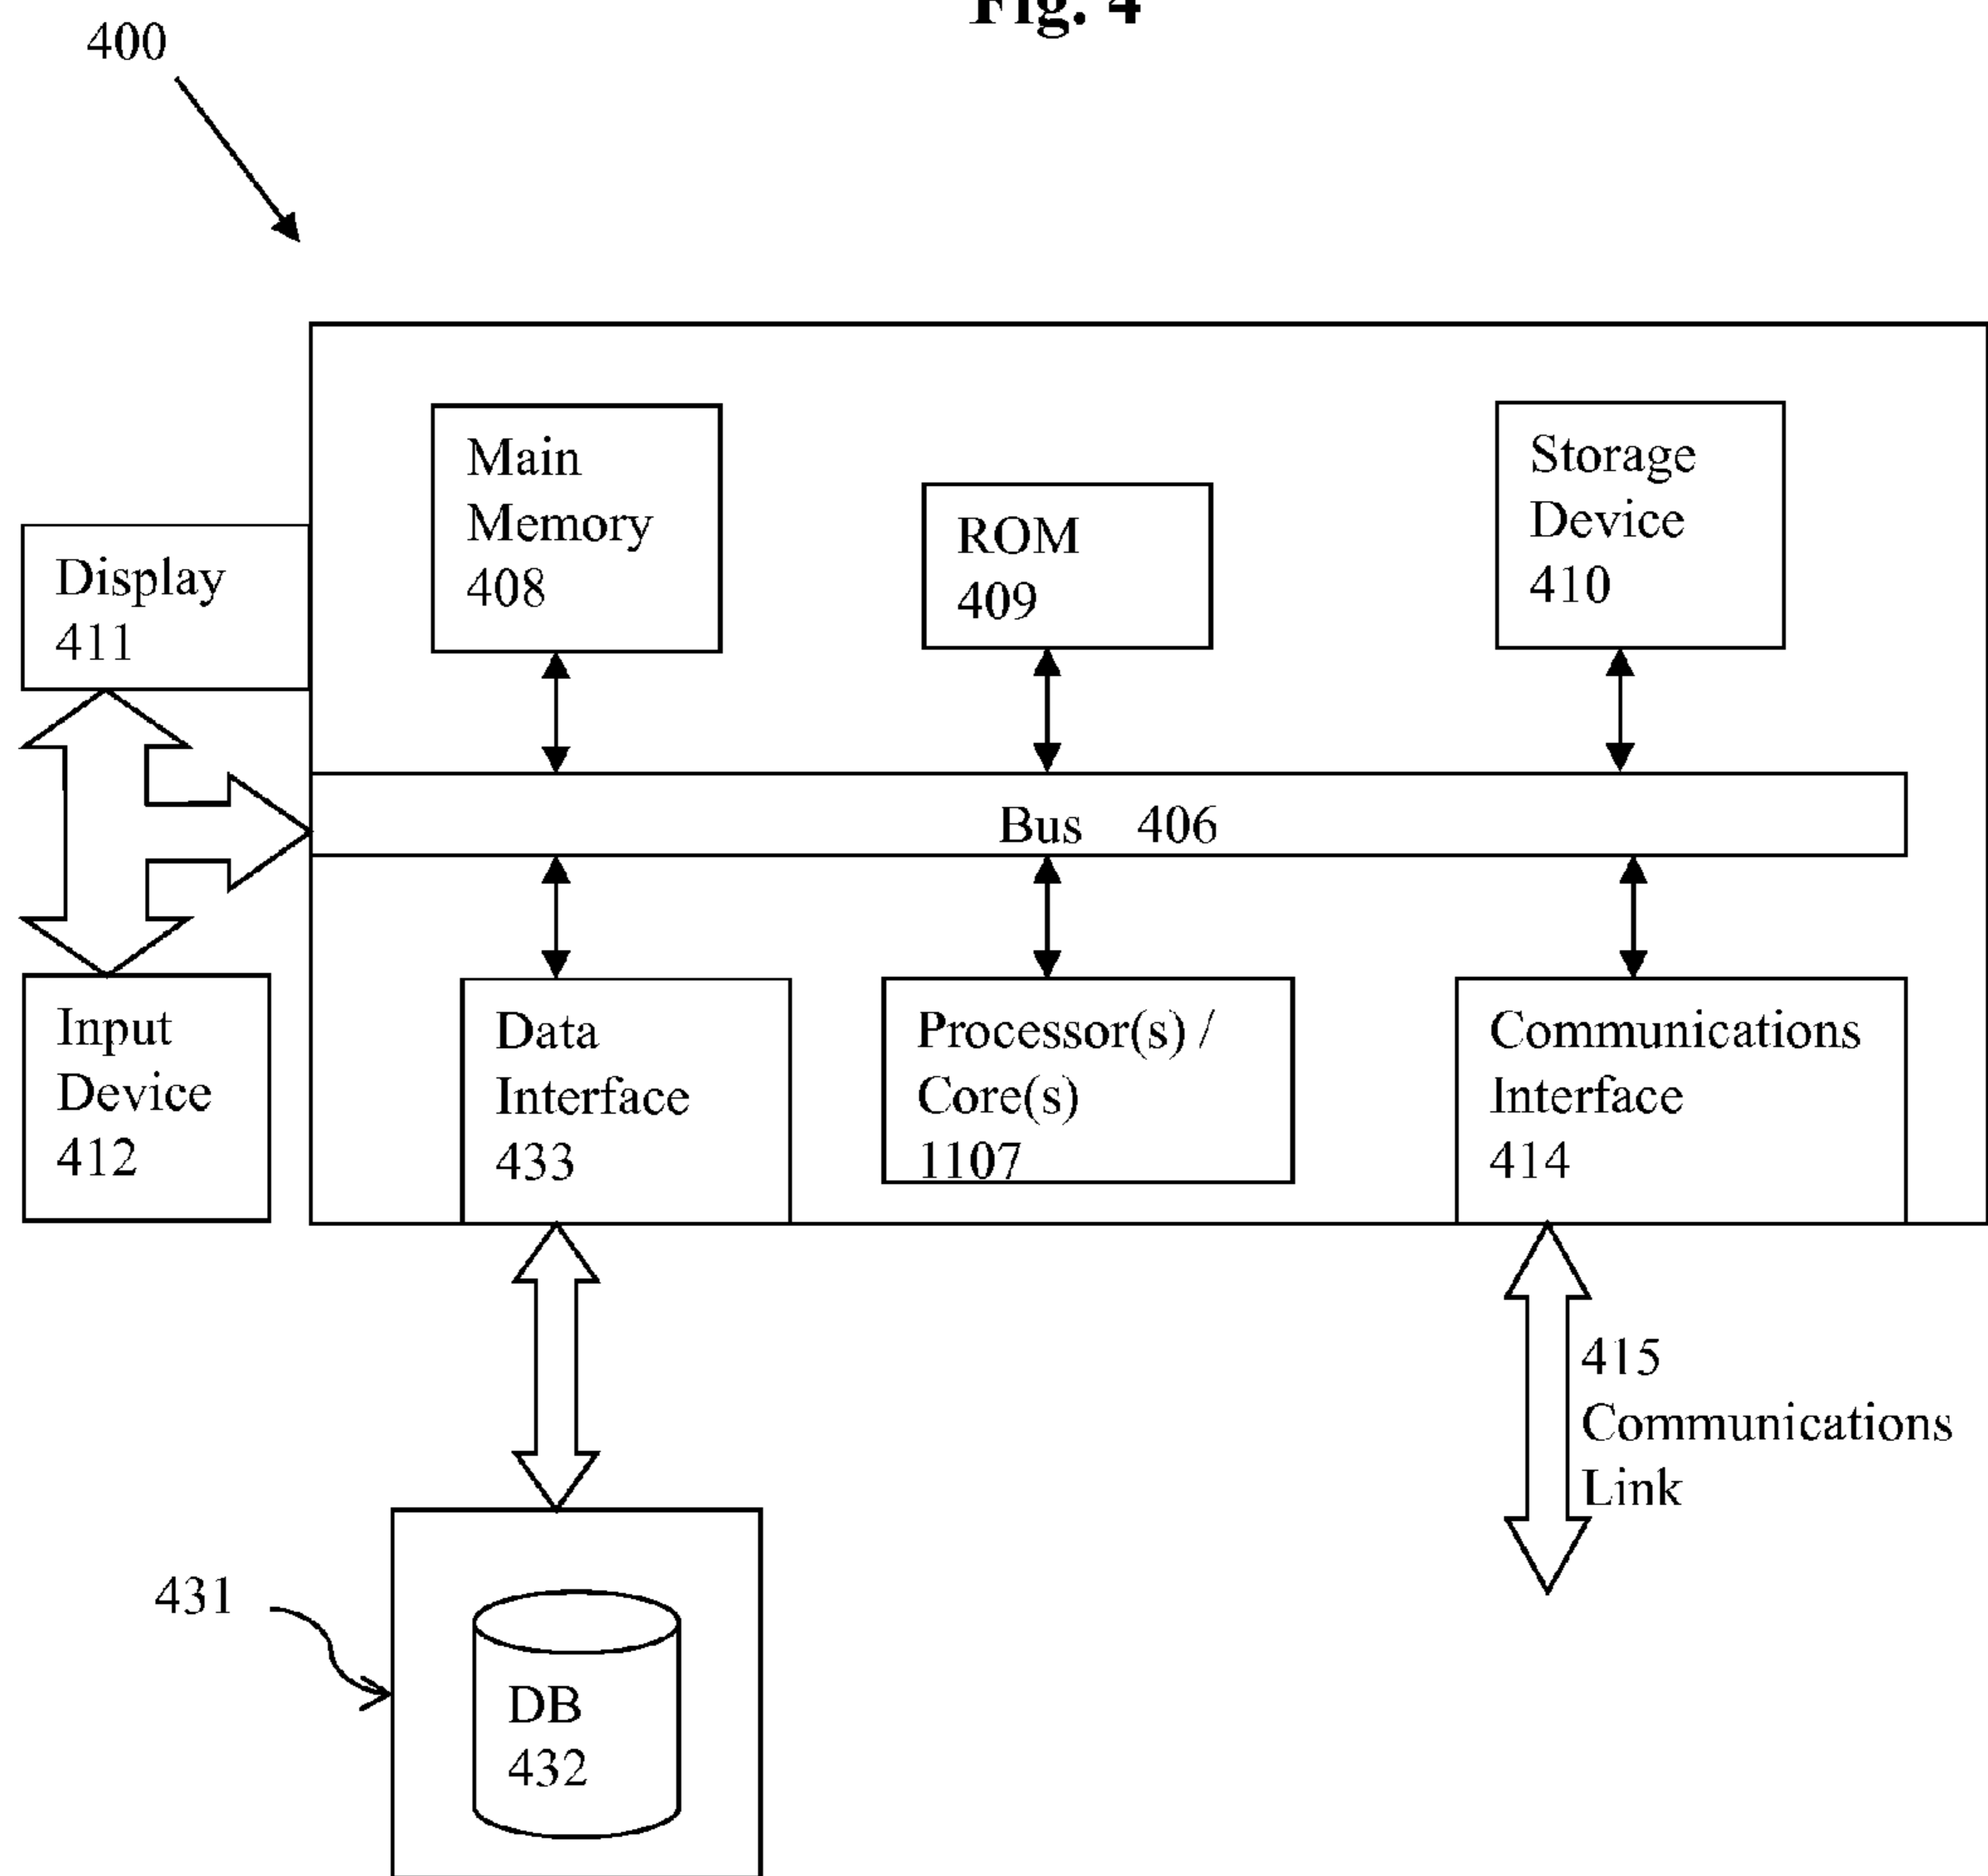 Fig. 4
400
Main
Memory
408
ROM
409
Storage
Device
410
Display
411
Bus 406
Input
Device
412
Data
Interface
433
Processor(s) /
Core(s)
1107
Communications
Interface
414
415
Communications
Link
431
DB
432